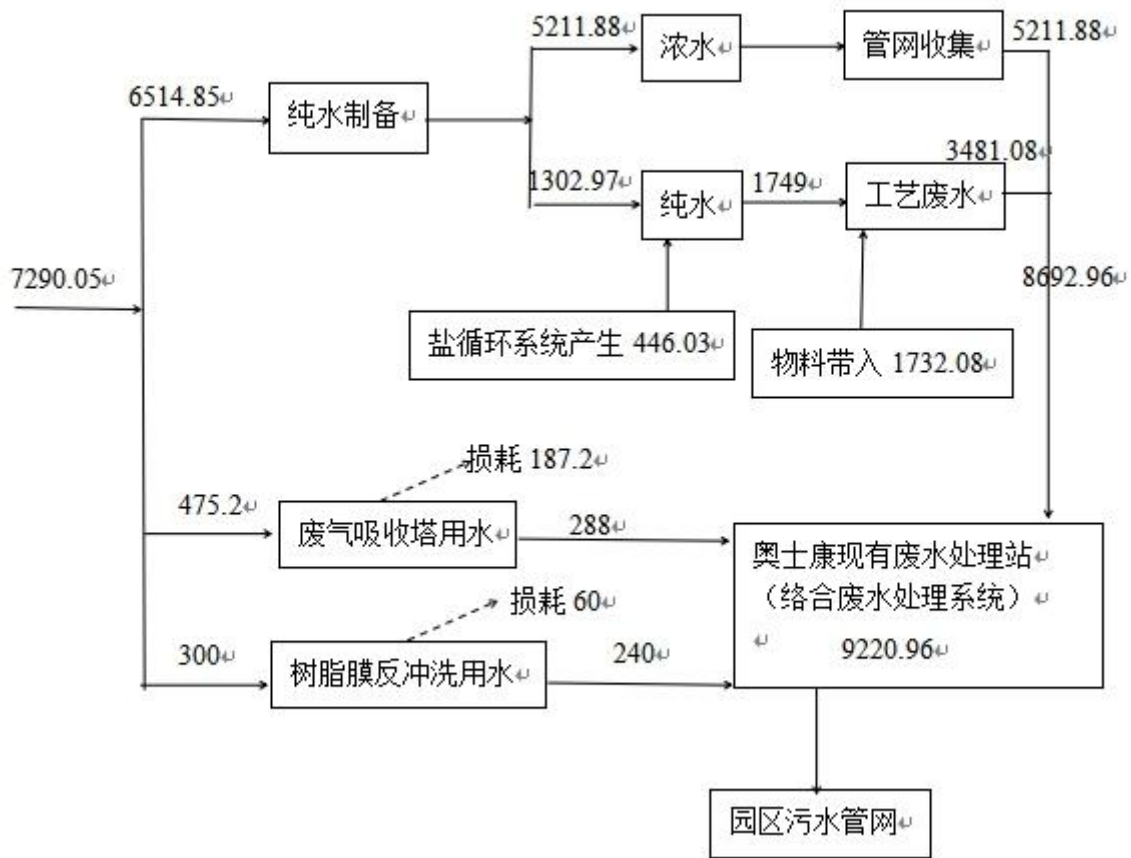 5211.88
浓水
管网收集
5211.88
6514.85
纯水制备
1302.97
纯水
1749
工艺废水
3481.08
7290.05
8692.96
盐循环系统产生 446.03
物料带入 1732.08
损耗 187.2
475.2
废气吸收塔用水
288
奥士康现有废水处理站
（络合废水处理系统）
9220.96
损耗 60
300
树脂膜反冲洗用水
240
园区污水管网